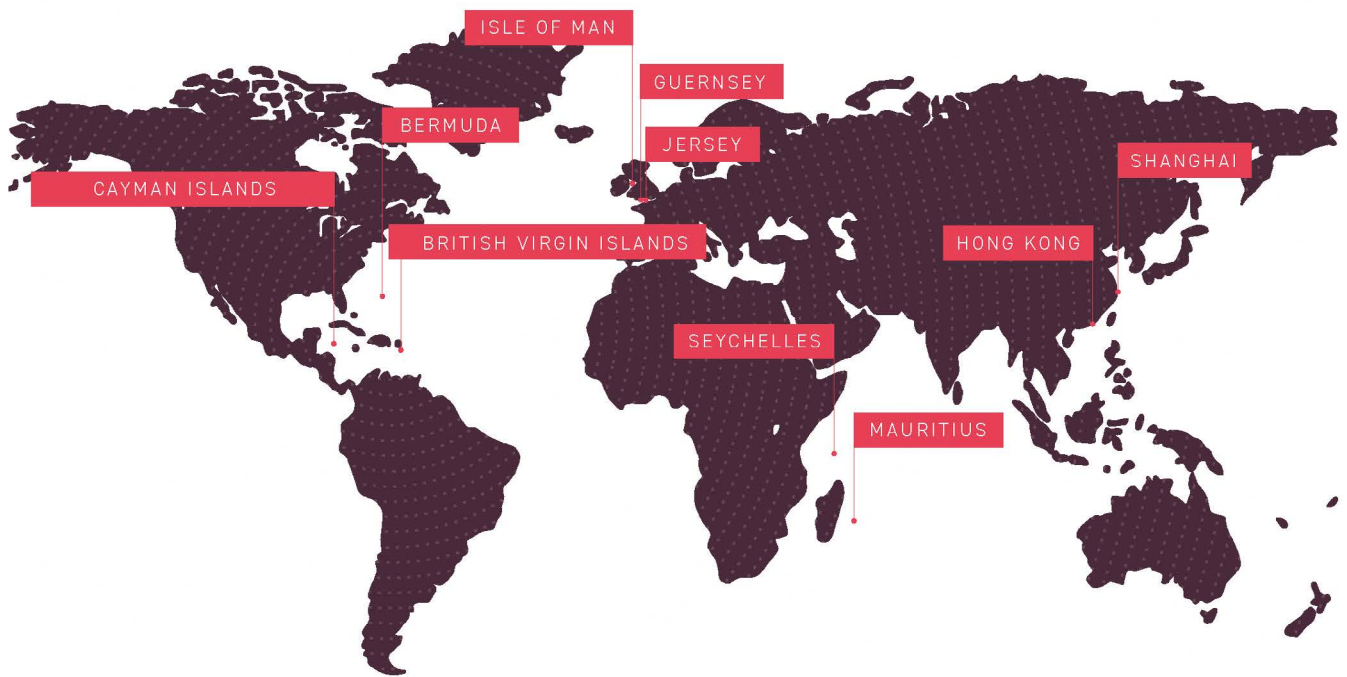 ISLE OF MAN
GUERNSEY
BERMUDA
JERSEY
SHANGHAI
CAYMAN ISLANDS
BRITISH VIRGIN ISLANDS
HONG KONG
SEYCHELLES
MAURITIUS